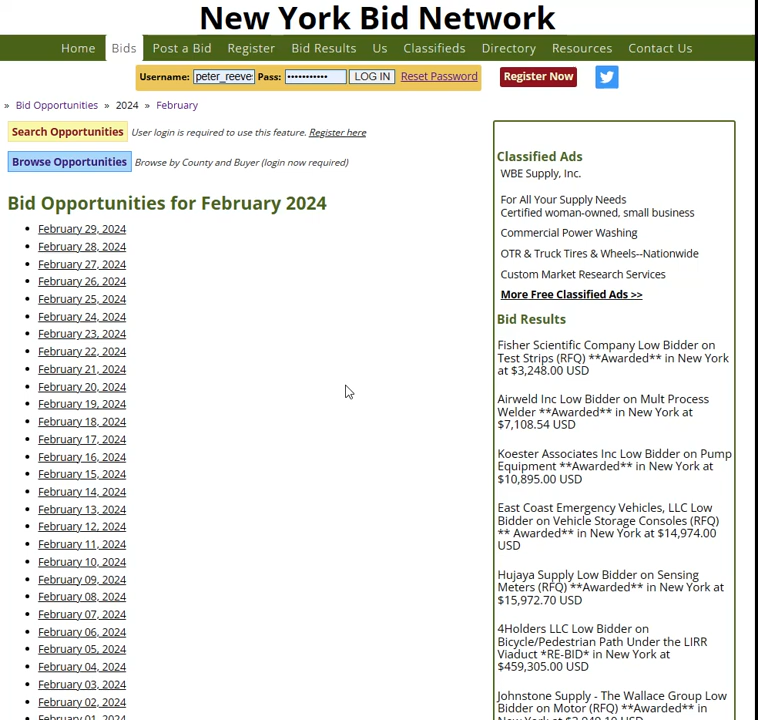 New York Bid Network
Home Bids Post a Bid Register Bid Results Us Classifieds Directory Resources Contact Us
Username: peter_reeve Pass: ••••••••••• LOG IN Reset Password Register Now
» Bid Opportunities » 2024 » February
Search Opportunities User login is required to use this feature. Register here
Browse Opportunities Browse by County and Buyer (login now required)
Bid Opportunities for February 2024
• February 29, 2024
• February 28, 2024
• February 27, 2024
• February 26, 2024
• February 25, 2024
• February 24, 2024
• February 23, 2024
• February 22, 2024
• February 21, 2024
• February 20, 2024
• February 19, 2024
• February 18, 2024
• February 17, 2024
• February 16, 2024
• February 15, 2024
• February 14, 2024
• February 13, 2024
• February 12, 2024
• February 11, 2024
• February 10, 2024
• February 09, 2024
• February 08, 2024
• February 07, 2024
• February 06, 2024
• February 05, 2024
• February 04, 2024
• February 03, 2024
• February 02, 2024
• February 01, 2024
Classified Ads
WBE Supply, Inc.
For All Your Supply Needs
Certified woman-owned, small business
Commercial Power Washing
OTR & Truck Tires & Wheels--Nationwide
Custom Market Research Services
More Free Classified Ads >>
Bid Results
Fisher Scientific Company Low Bidder on
Test Strips (RFQ) **Awarded** in New York
at $3,248.00 USD
Airweld Inc Low Bidder on Mult Process
Welder **Awarded** in New York at
$7,108.54 USD
Koester Associates Inc Low Bidder on Pump
Equipment **Awarded** in New York at
$10,895.00 USD
East Coast Emergency Vehicles, LLC Low
Bidder on Vehicle Storage Consoles (RFQ)
** Awarded** in New York at $14,974.00
USD
Hujaya Supply Low Bidder on Sensing
Meters (RFQ) **Awarded** in New York at
$15,972.70 USD
4Holders LLC Low Bidder on
Bicycle/Pedestrian Path Under the LIRR
Viaduct *RE-BID* in New York at
$459,305.00 USD
Johnstone Supply - The Wallace Group Low
Bidder on Motor (RFQ) **Awarded** in
New York at